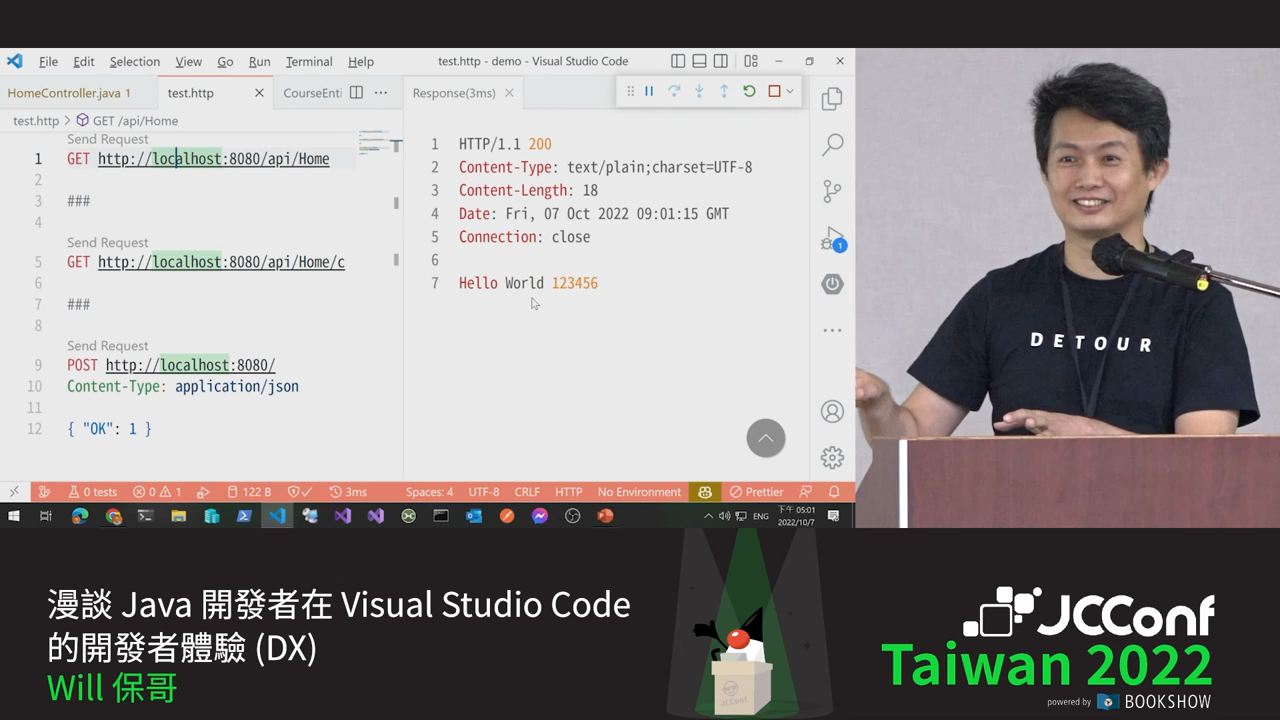 File Edit Selection View Go Run Terminal Help test.http - demo - Visual Studio Code
HomeController.java 1 test.http CourseEnti
test.http > GET /api/Home
Send Request
1 GET http://localhost:8080/api/Home
2
3 ###
4
Send Request
5 GET http://localhost:8080/api/Home/c
6
7 ###
8
Send Request
9 POST http://localhost:8080/
10 Content-Type: application/json
11
12 { "OK": 1 }
Response(3ms)
1 HTTP/1.1 200
2 Content-Type: text/plain;charset=UTF-8
3 Content-Length: 18
4 Date: Fri, 07 Oct 2022 09:01:15 GMT
5 Connection: close
6
7 Hello World 123456
1
0 tests 0 1 122 B 3ms Spaces: 4 UTF-8 CRLF HTTP No Environment Prettier
ENG 下午 05:01
2022/10/7
DETOUR
漫談 Java 開發者在 Visual Studio Code
的開發者體驗 (DX)
Will 保哥
JCConf
JCConf
Taiwan 2022
powered by BOOKSHOW